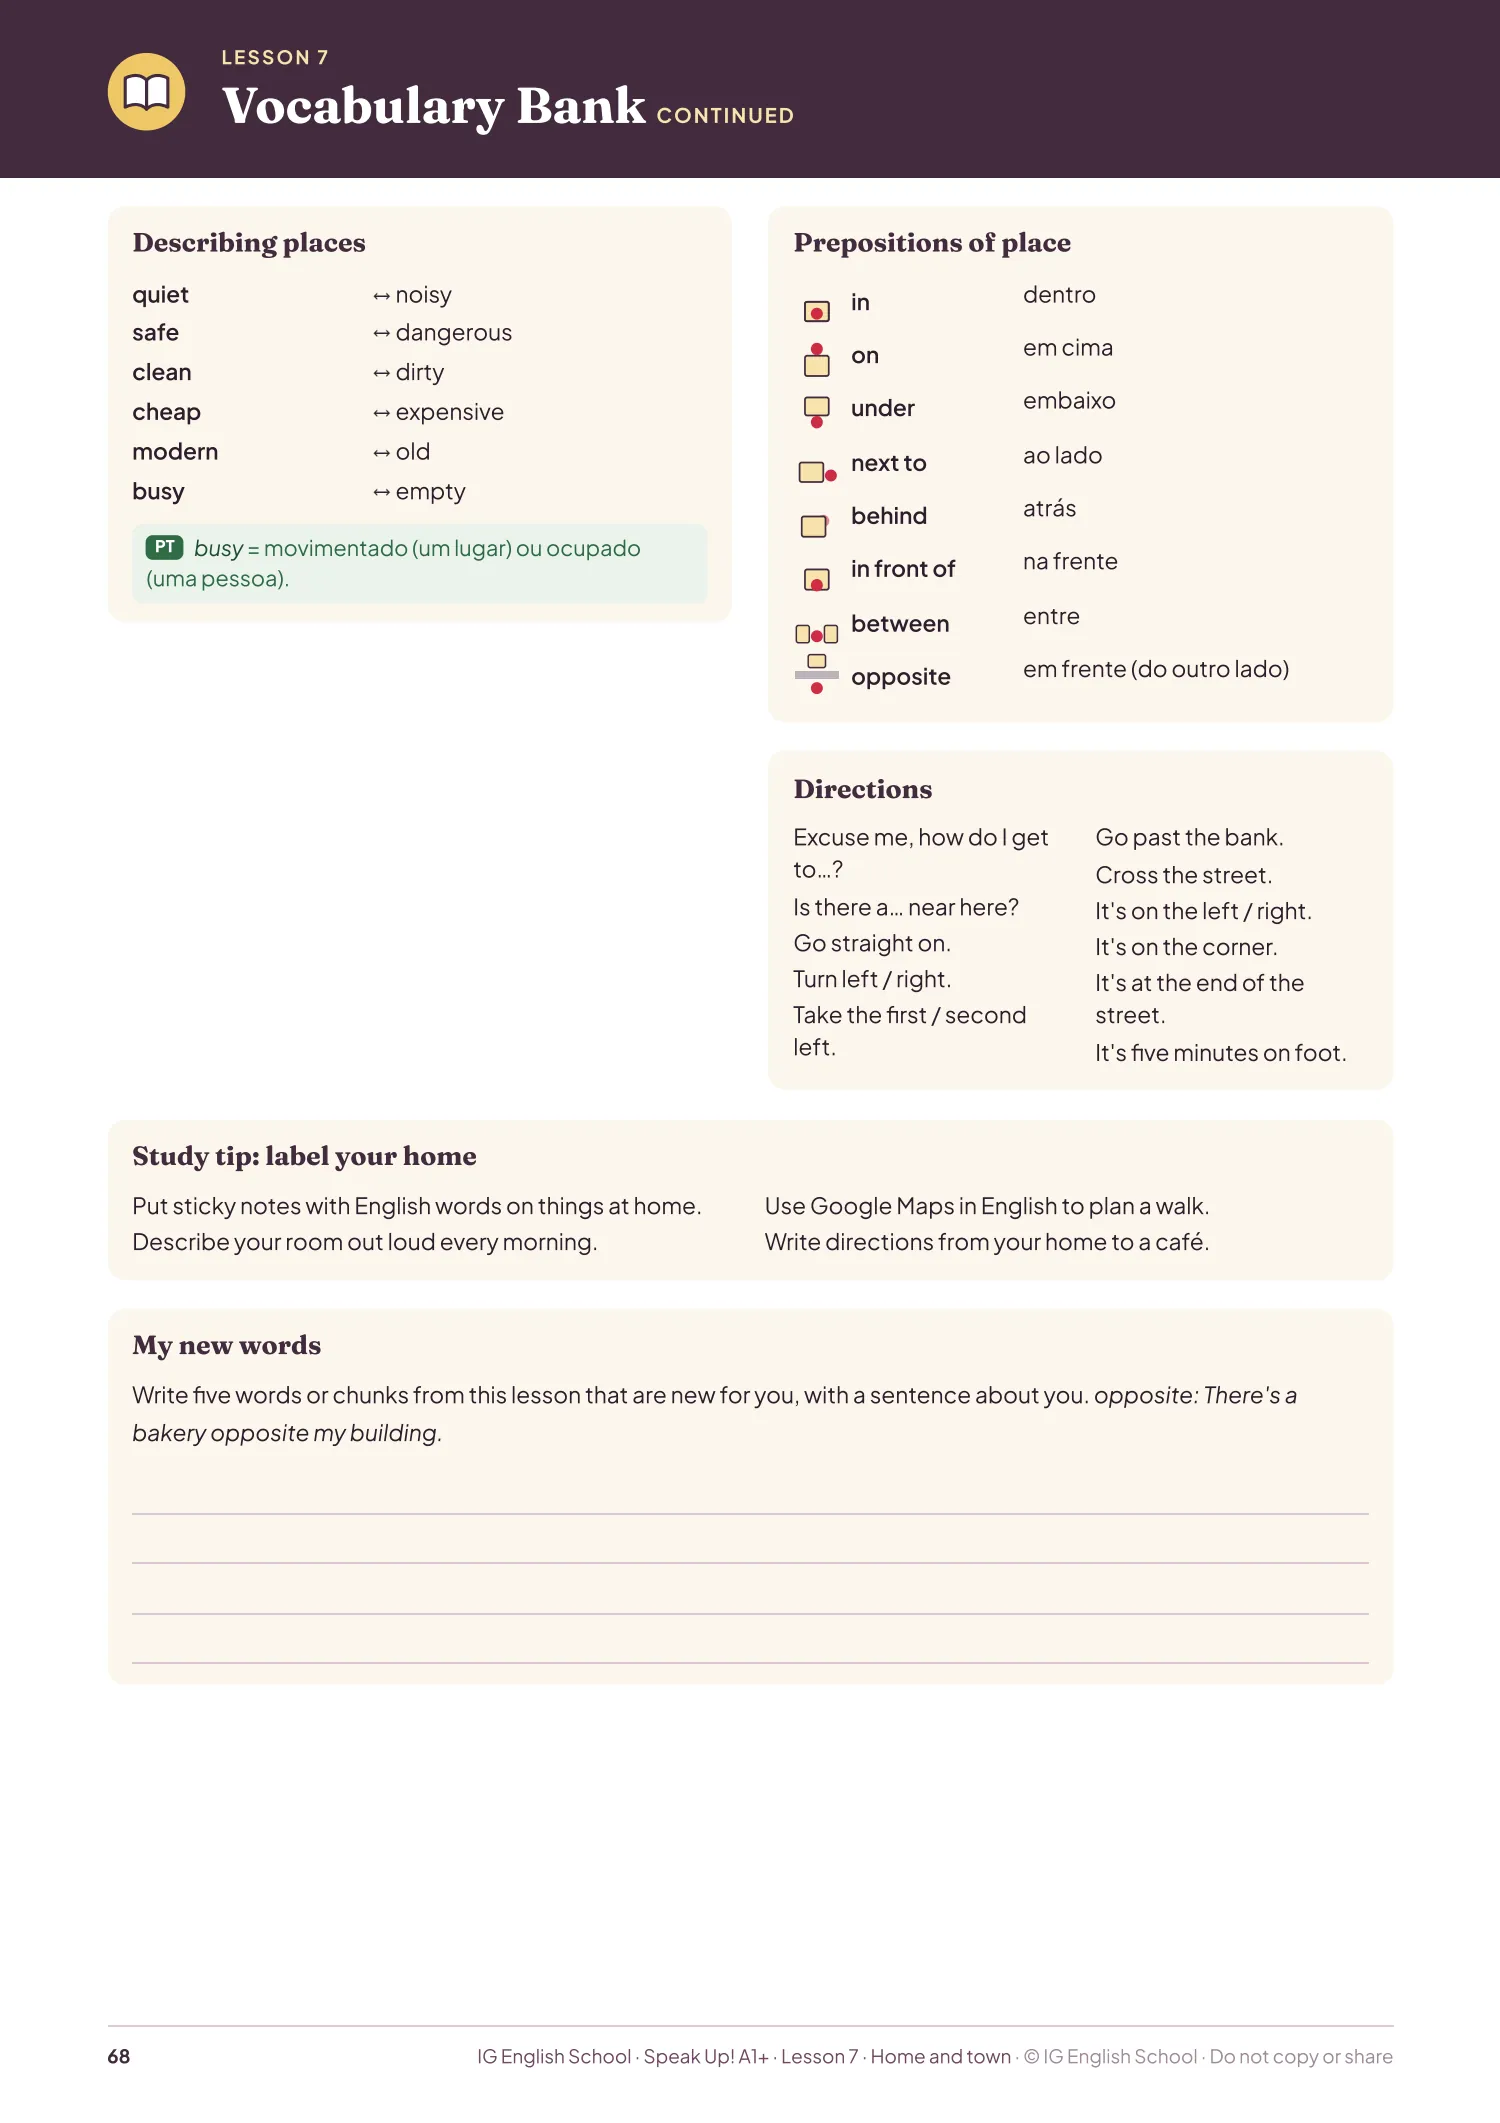 LESSON 7
Vocabulary Bank CONTINUED
Describing places
quiet ↔ noisy
safe ↔ dangerous
clean ↔ dirty
cheap ↔ expensive
modern ↔ old
busy ↔ empty
PT busy = movimentado (um lugar) ou ocupado
(uma pessoa).
Prepositions of place
in dentro
on em cima
under embaixo
next to ao lado
behind atrás
in front of na frente
between entre
opposite em frente (do outro lado)
Directions
Excuse me, how do I get
to...?
Is there a... near here?
Go straight on.
Turn left / right.
Take the first / second
left.
Go past the bank.
Cross the street.
It's on the left / right.
It's on the corner.
It's at the end of the
street.
It's five minutes on foot.
Study tip: label your home
Put sticky notes with English words on things at home.
Describe your room out loud every morning.
Use Google Maps in English to plan a walk.
Write directions from your home to a café.
My new words
Write five words or chunks from this lesson that are new for you, with a sentence about you. opposite: There's a
bakery opposite my building.
68 IG English School · Speak Up! A1+ · Lesson 7 · Home and town · © IG English School · Do not copy or share